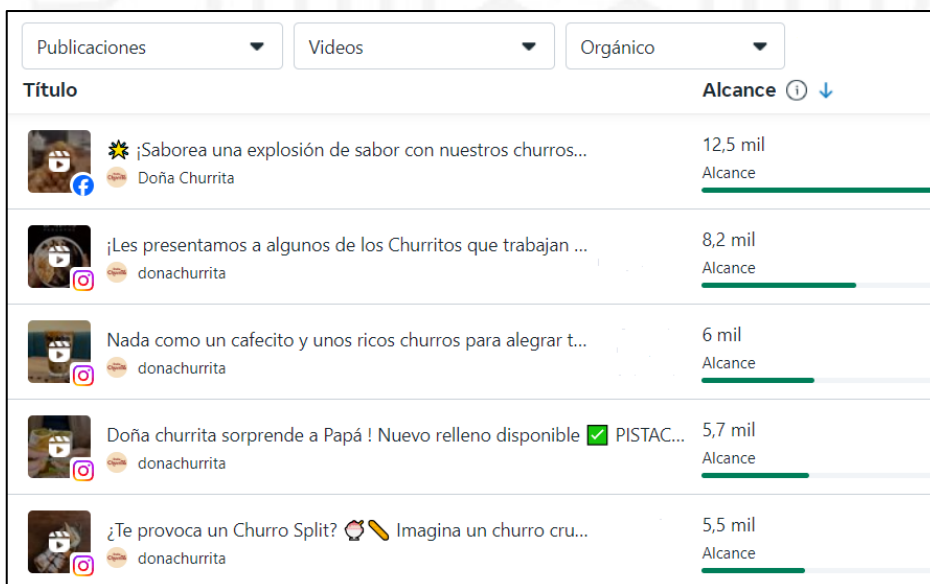 Publicaciones Videos Orgánico
Título Alcance
🌟 ¡Saborea una explosión de sabor con nuestros churros... 12,5 mil
Doña Churrita Alcance
¡Les presentamos a algunos de los Churritos que trabajan ... 8,2 mil
donachurrita Alcance
Nada como un cafecito y unos ricos churros para alegrar t... 6 mil
donachurrita Alcance
Doña churrita sorprende a Papá ! Nuevo relleno disponible ✅ PISTAC... 5,7 mil
donachurrita Alcance
¿Te provoca un Churro Split? 🍨🥖 Imagina un churro cru... 5,5 mil
donachurrita Alcance